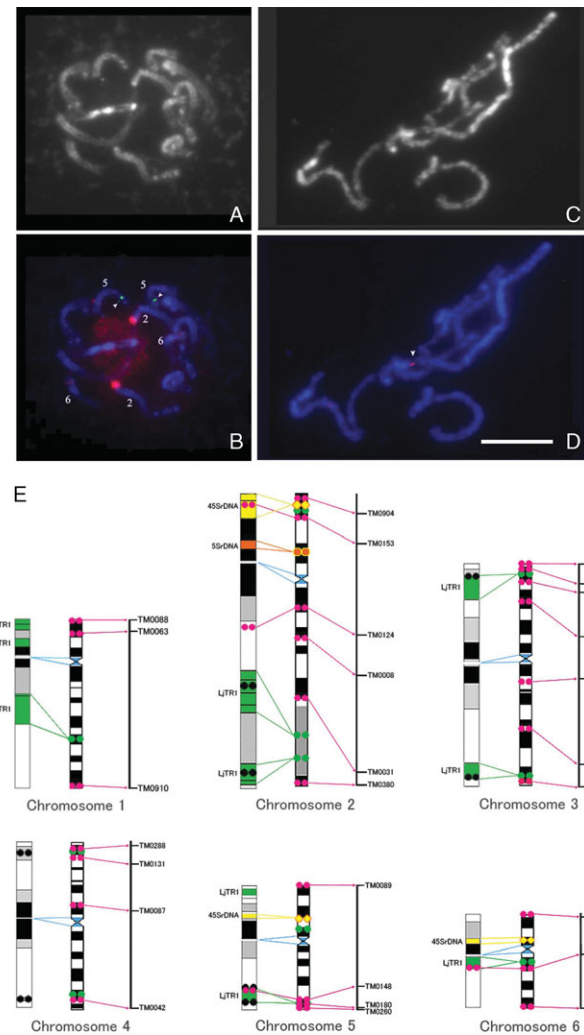 A
C
5
5
2
6
6
2
B
D
E
45SrDNA
5SrDNA
LjTR1
LjTR1
TM0904
TM0153
TM0124
TM0008
TM0031
TM0380
Chromosome 2
TM0088
TM0063
TM0910
Chromosome 1
LjTR1
LjTR1
Chromosome 3
TM0288
TM0131
TM0087
TM0042
Chromosome 4
LjTR1
45SrDNA
LjTR1
TM0089
TM0148
TM0180
TM0260
Chromosome 5
45SrDNA
LjTR1
Chromosome 6